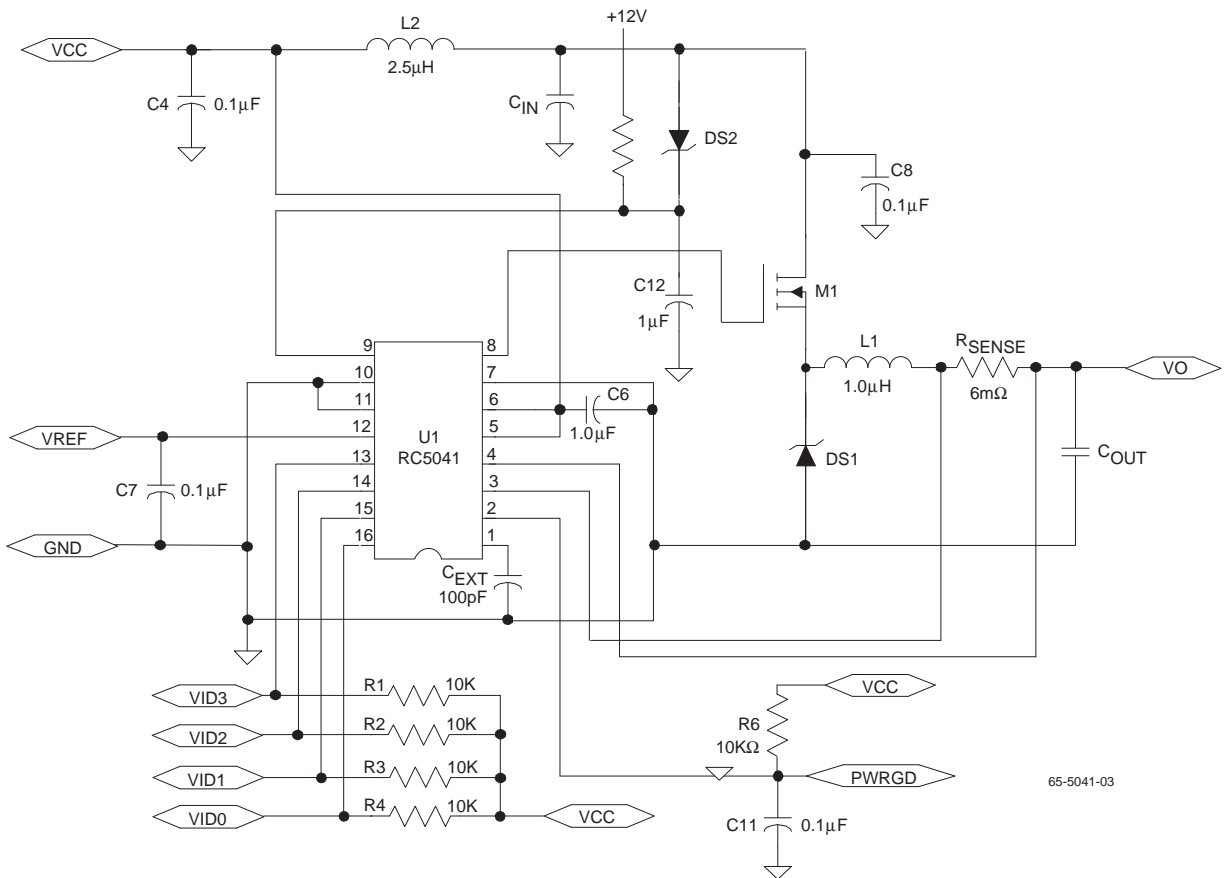 +12V
L2
VCC
2.5µH
C4 0.1µF
CIN
DS2
C8
0.1µF
C12
1µF
M1
9 8
10 7
11 6
12 5
13 4
14 3
15 2
16 1
U1
RC5041
C6
1.0µF
L1
1.0µH
RSENSE
6mΩ
VO
VREF
C7 0.1µF
GND
DS1
COUT
CEXT
100pF
VID3
R1 10K
VID2
R2 10K
VID1
R3 10K
VID0
R4 10K
VCC
VCC
R6
10KΩ
PWRGD
65-5041-03
C11 0.1µF